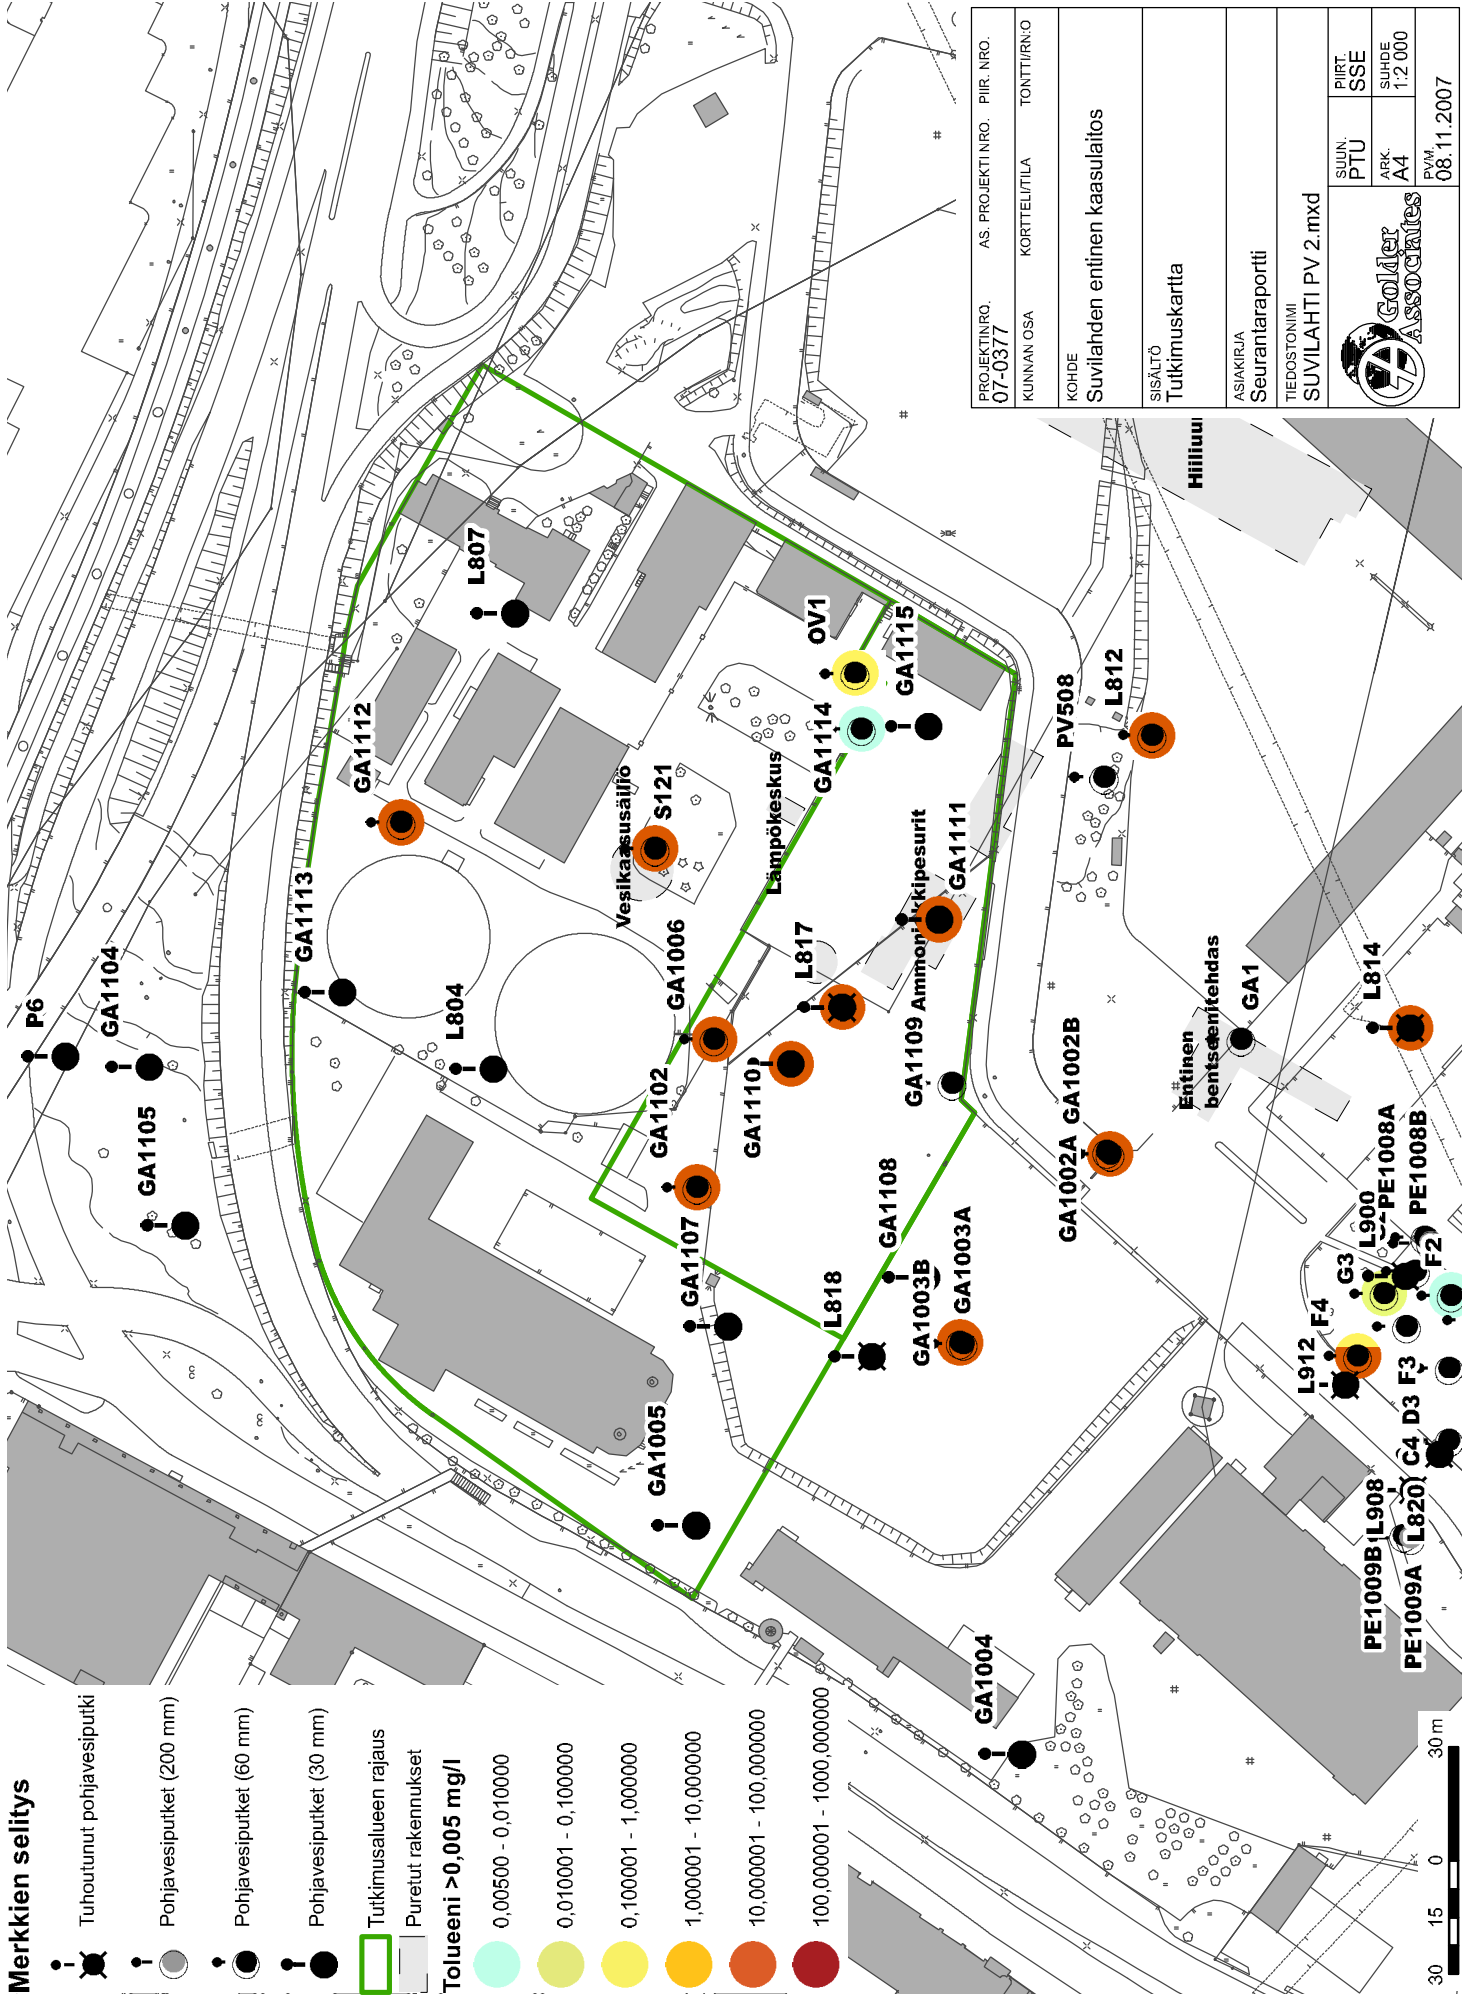 Merkkien selitys
Tuhoutunut pohjavesiputki
Pohjavesiputket (200 mm)
Pohjavesiputket (60 mm)
Pohjavesiputket (30 mm)
Tutkimusalueen rajaus
Puretut rakennukset
Tolueeni >0,005 mg/l
0,00500 - 0,010000
0,010001 - 0,100000
0,100001 - 1,000000
1,000001 - 10,000000
10,000001 - 100,000000
100,000001 - 1000,000000
P6
GA1104
GA1105
GA1113
GA1112
L807
L804
Vesikaasusäiliö
S121
GA1006
Lämpökeskus
OV1
GA1114
GA1115
L817
Ammoniakkipesurit
GA1111
GA1102
GA1110
GA1109
GA1107
L818
GA1108
GA1003B
GA1003A
GA1005
GA1004
PV508
L812
GA1002A
GA1002B
Entinen
bentseenitehdas
GA1
L814
Hiiliuur
PE1008A
PE1008B
L900
G3
F2
F4
L912
F3
D3
C4
L908
L820
PE1009B
PE1009A
30 15 0 30 m
PROJEKTINRO. AS. PROJEKTI NRO. PIIR. NRO.
07-0377
KUNNAN OSA KORTTELI/TILA TONTTI/RN:O
KOHDE
Suvilahden entinen kaasulaitos
SISÄLTÖ
Tutkimuskartta
ASIAKIRJA
Seurantaraportti
TIEDOSTONIMI
SUVILAHTI PV 2.mxd
Golder
Associates
SUUN. PIIRT.
PTU SSE
ARK. SUHDE
A4 1:2 000
PVM.
08.11.2007